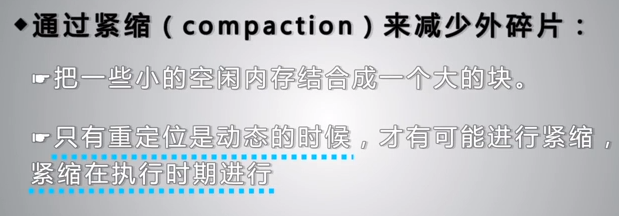 ◆通过紧缩（compaction）来减少外碎片：
☛把一些小的空闲内存结合成一个大的块。
☛只有重定位是动态的时候，才有可能进行紧缩，
紧缩在执行时期进行